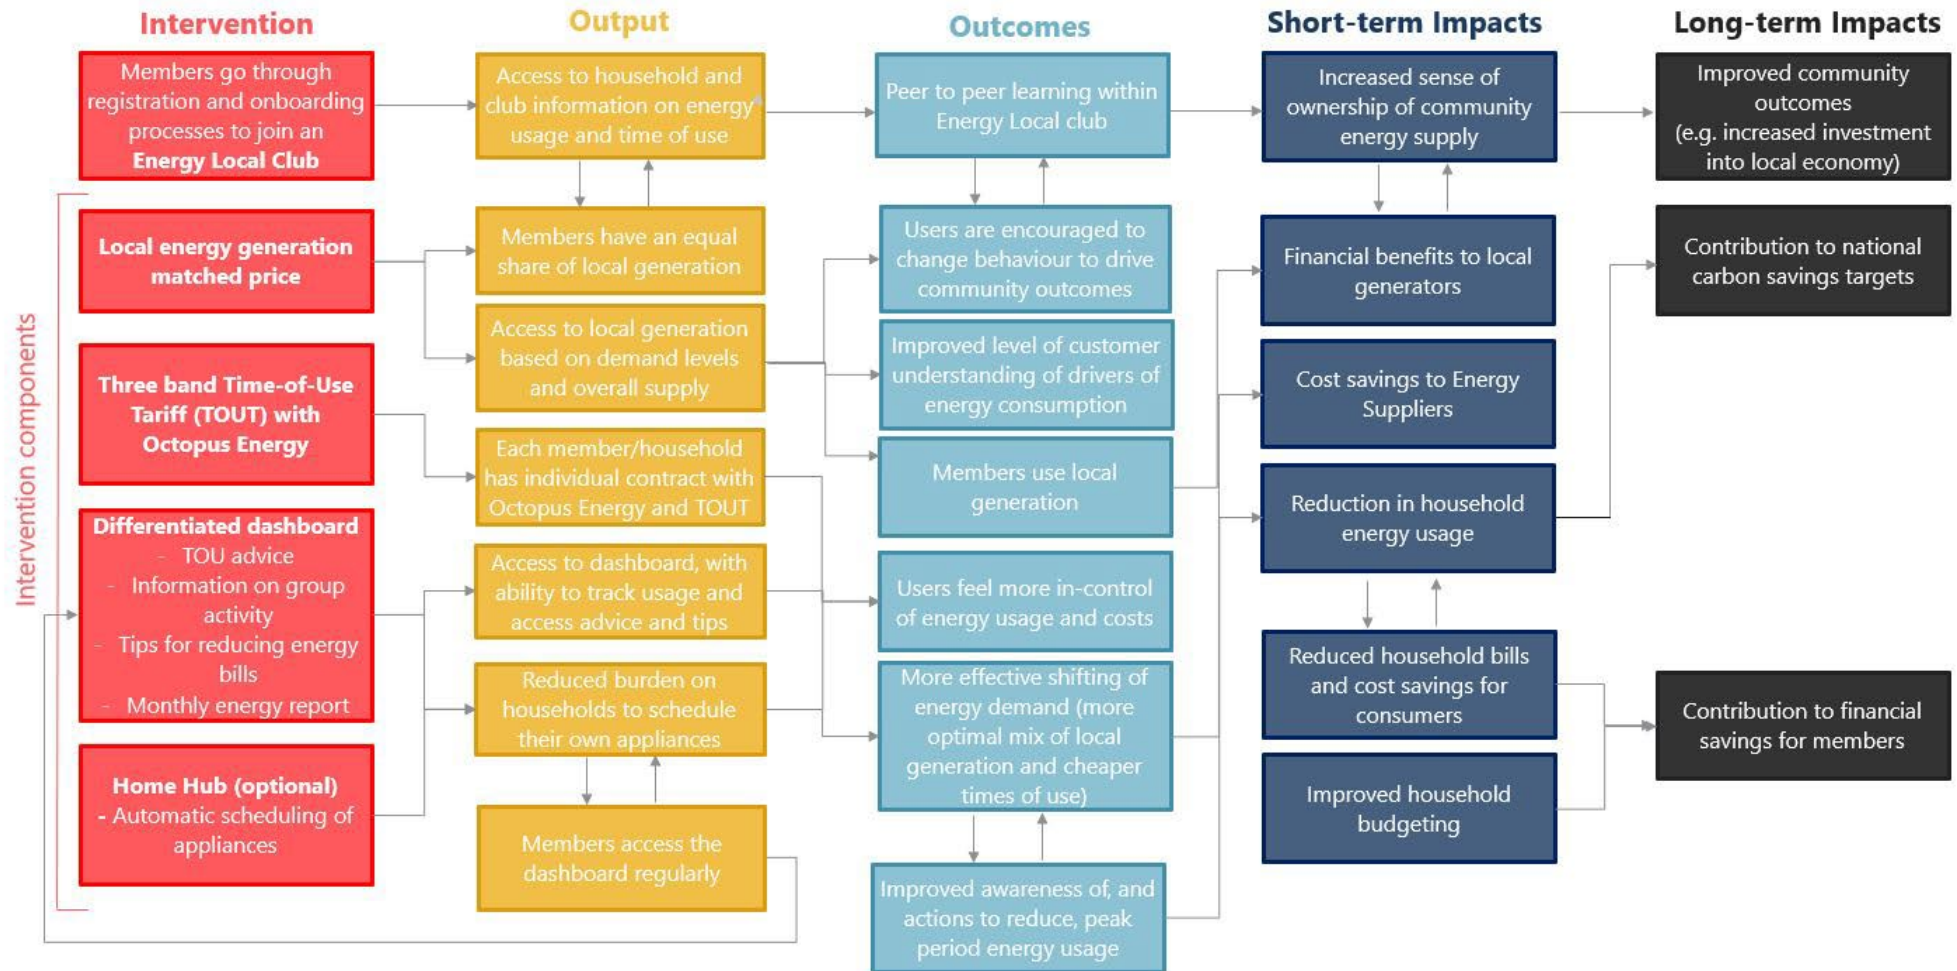 Intervention
Output
Outcomes
Short-term Impacts
Long-term Impacts
Members go through
registration and onboarding
processes to join an
Energy Local Club
Access to household and
club information on energy
usage and time of use
Peer to peer learning within
Energy Local club
Increased sense of
ownership of community
energy supply
Improved community
outcomes
(e.g. increased investment
into local economy)
Intervention components
Local energy generation
matched price
Members have an equal
share of local generation
Users are encouraged to
change behaviour to drive
community outcomes
Financial benefits to local
generators
Contribution to national
carbon savings targets
Access to local generation
based on demand levels
and overall supply
Improved level of customer
understanding of drivers of
energy consumption
Cost savings to Energy
Suppliers
Three band Time-of-Use
Tariff (TOUT) with
Octopus Energy
Each member/household
has individual contract with
Octopus Energy and TOUT
Members use local
generation
Reduction in household
energy usage
Differentiated dashboard
- TOU advice
- Information on group
activity
- Tips for reducing energy
bills
- Monthly energy report
Access to dashboard, with
ability to track usage and
access advice and tips
Users feel more in-control
of energy usage and costs
Reduced household bills
and cost savings for
consumers
Contribution to financial
savings for members
Reduced burden on
households to schedule
their own appliances
More effective shifting of
energy demand (more
optimal mix of local
generation and cheaper
times of use)
Improved household
budgeting
Home Hub (optional)
- Automatic scheduling of
appliances
Members access the
dashboard regularly
Improved awareness of, and
actions to reduce, peak
period energy usage